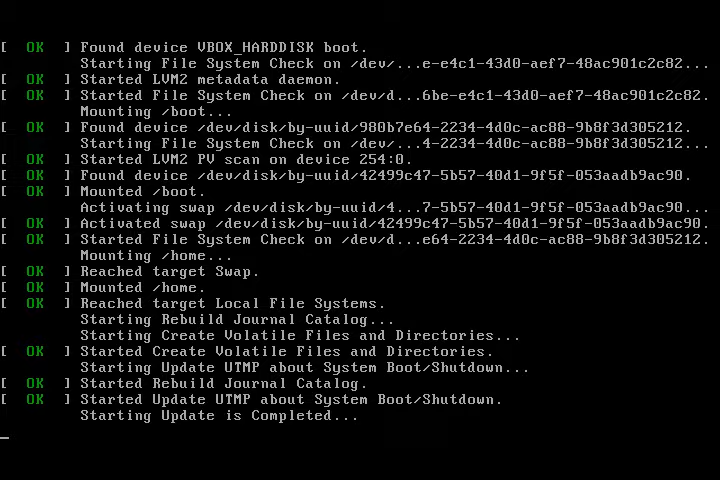 [  OK  ] Found device VBOX_HARDDISK boot.
Starting File System Check on /dev/...e-e4c1-43d0-aef7-48ac901c2c82...
[  OK  ] Started LVM2 metadata daemon.
[  OK  ] Started File System Check on /dev/d...6be-e4c1-43d0-aef7-48ac901c2c82.
Mounting /boot...
[  OK  ] Found device /dev/disk/by-uuid/980b7e64-2234-4d0c-ac88-9b8f3d305212.
Starting File System Check on /dev/...4-2234-4d0c-ac88-9b8f3d305212...
[  OK  ] Started LVM2 PV scan on device 254:0.
[  OK  ] Found device /dev/disk/by-uuid/42499c47-5b57-40d1-9f5f-053aadb9ac90.
[  OK  ] Mounted /boot.
Activating swap /dev/disk/by-uuid/4...7-5b57-40d1-9f5f-053aadb9ac90...
[  OK  ] Activated swap /dev/disk/by-uuid/42499c47-5b57-40d1-9f5f-053aadb9ac90.
[  OK  ] Started File System Check on /dev/d...e64-2234-4d0c-ac88-9b8f3d305212.
Mounting /home...
[  OK  ] Reached target Swap.
[  OK  ] Mounted /home.
[  OK  ] Reached target Local File Systems.
Starting Rebuild Journal Catalog...
Starting Create Volatile Files and Directories...
[  OK  ] Started Create Volatile Files and Directories.
Starting Update UTMP about System Boot/Shutdown...
[  OK  ] Started Rebuild Journal Catalog.
[  OK  ] Started Update UTMP about System Boot/Shutdown.
Starting Update is Completed...